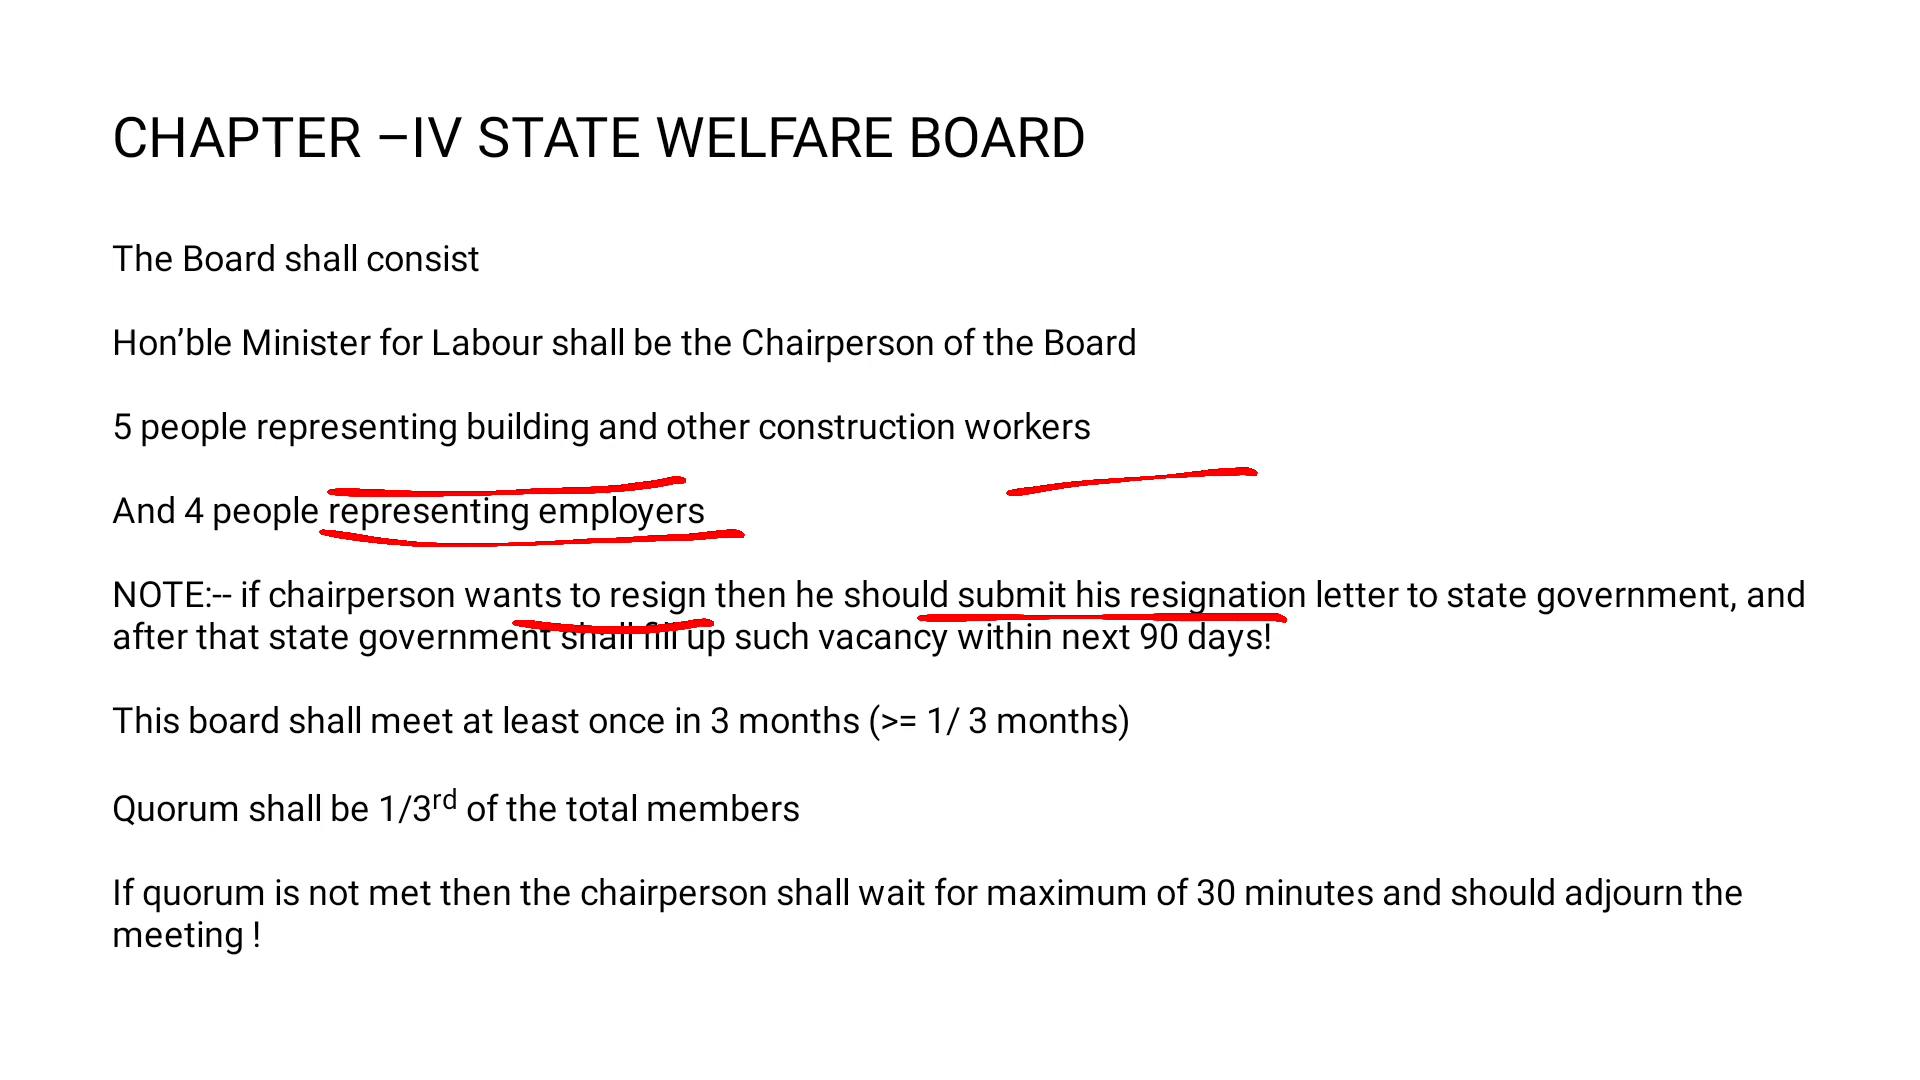 CHAPTER –IV STATE WELFARE BOARD
The Board shall consist
Hon’ble Minister for Labour shall be the Chairperson of the Board
5 people representing building and other construction workers
And 4 people representing employers
NOTE:-- if chairperson wants to resign then he should submit his resignation letter to state government, and
after that state government shall fill up such vacancy within next 90 days!
This board shall meet at least once in 3 months (>= 1/ 3 months)
Quorum shall be 1/3rd of the total members
If quorum is not met then the chairperson shall wait for maximum of 30 minutes and should adjourn the
meeting !